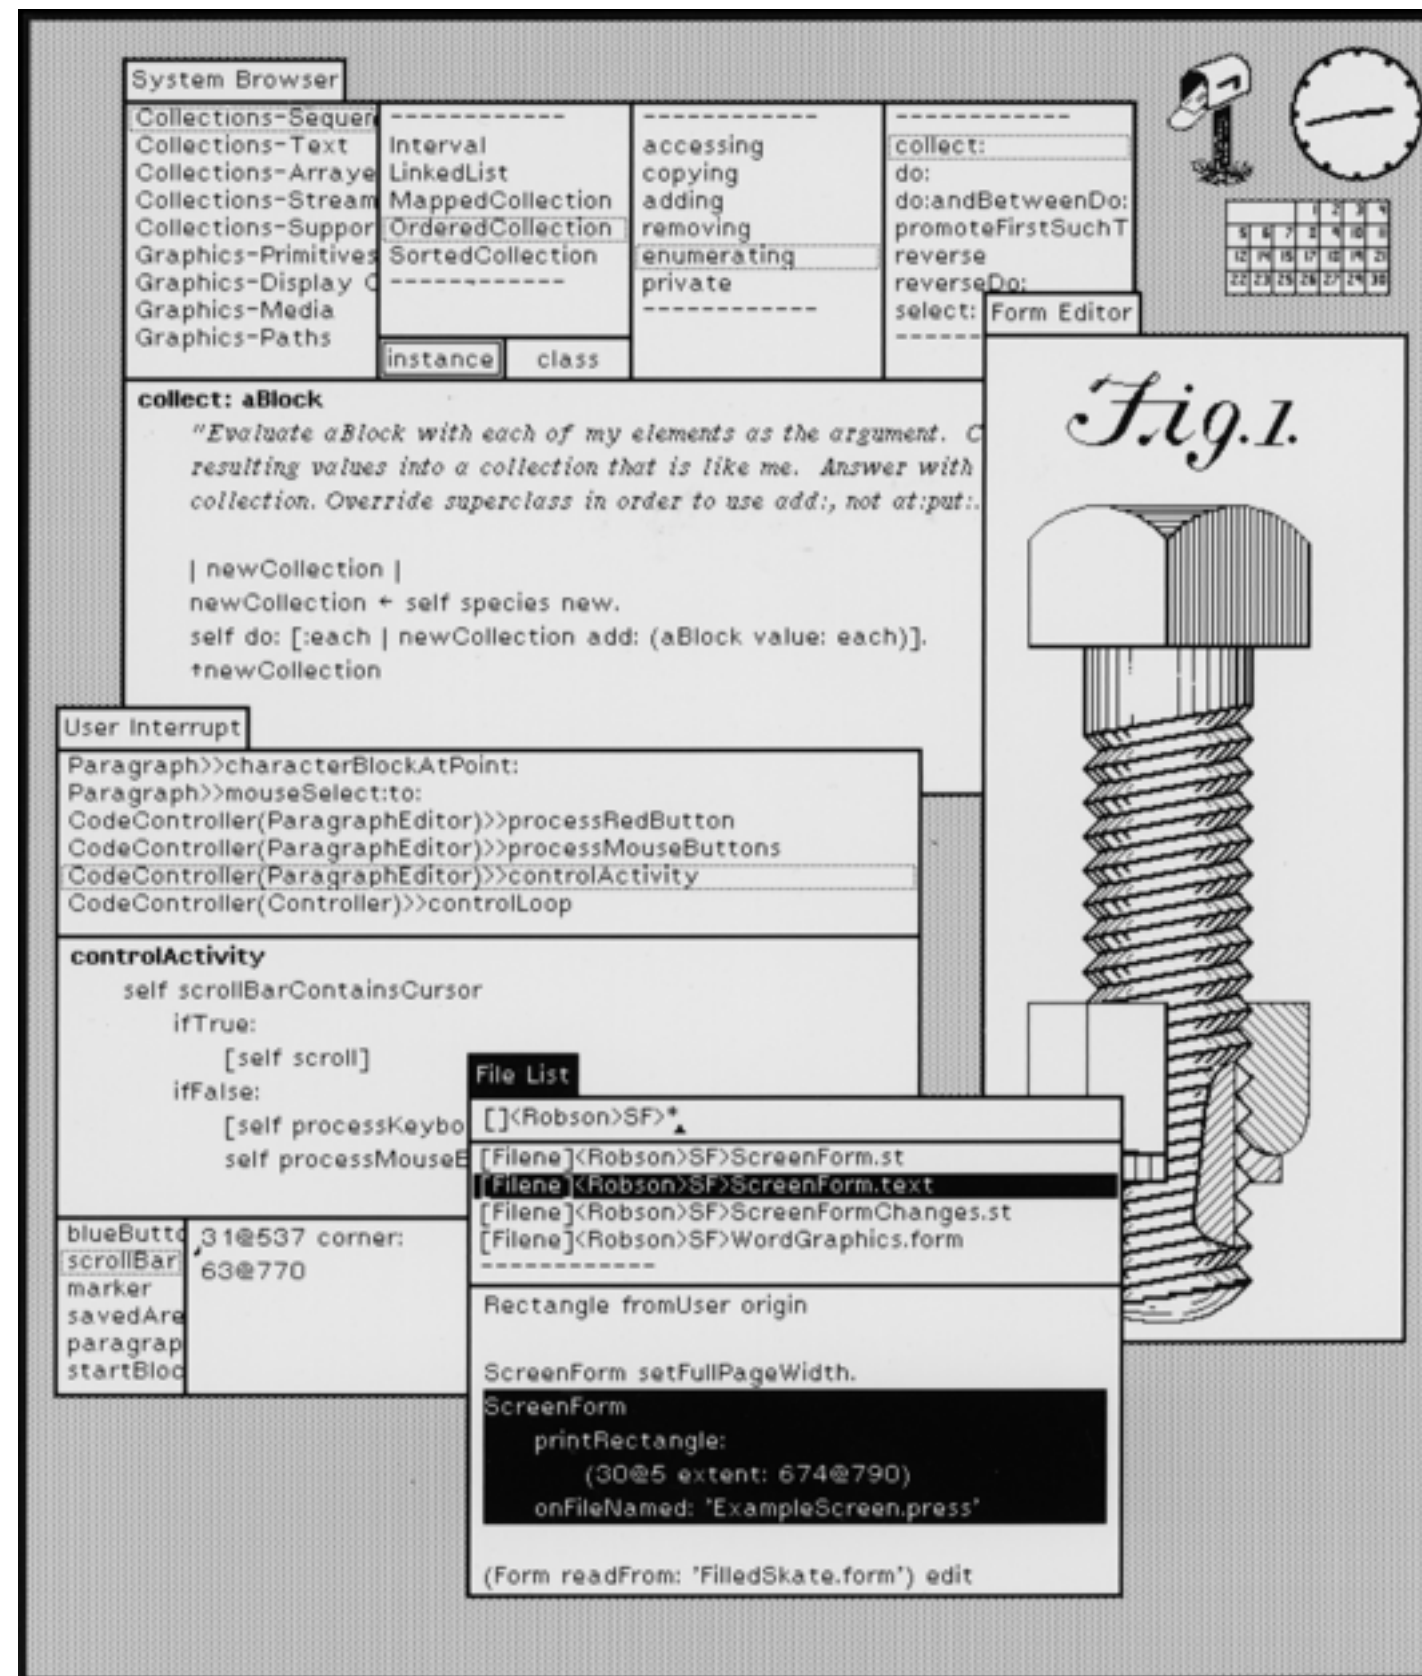 System Browser
Collections-Sequen
Collections-Text
Collections-Arraye
Collections-Stream
Collections-Suppor
Graphics-Primitives
Graphics-Display C
Graphics-Media
Graphics-Paths
------------
Interval
LinkedList
MappedCollection
OrderedCollection
SortedCollection
------------
instance
class
------------
accessing
copying
adding
removing
enumerating
private
------------
------------
collect:
do:
do:andBetweenDo:
promoteFirstSuchT
reverse
reverseDo:
select:
-----
collect: aBlock
"Evaluate aBlock with each of my elements as the argument. C
resulting values into a collection that is like me. Answer with
collection. Override superclass in order to use add:, not at:put:.
| newCollection |
newCollection ← self species new.
self do: [:each | newCollection add: (aBlock value: each)].
↑newCollection
Form Editor
Fig.1.
User Interrupt
Paragraph>>characterBlockAtPoint:
Paragraph>>mouseSelect:to:
CodeController(ParagraphEditor)>>processRedButton
CodeController(ParagraphEditor)>>processMouseButtons
CodeController(ParagraphEditor)>>controlActivity
CodeController(Controller)>>controlLoop
controlActivity
self scrollBarContainsCursor
ifTrue:
[self scroll]
ifFalse:
[self processKeybo
self processMouseB
blueButto
scrollBar
marker
savedAre
paragrap
startBloc
31@537 corner:
63@770
File List
[]<Robson>SF>*
[Filene]<Robson>SF>ScreenForm.st
[Filene]<Robson>SF>ScreenForm.text
[Filene]<Robson>SF>ScreenFormChanges.st
[Filene]<Robson>SF>WordGraphics.form
------------
Rectangle fromUser origin
ScreenForm setFullPageWidth.
ScreenForm
printRectangle:
(30@5 extent: 674@790)
onFileNamed: 'ExampleScreen.press'
(Form readFrom: 'FilledSkate.form') edit